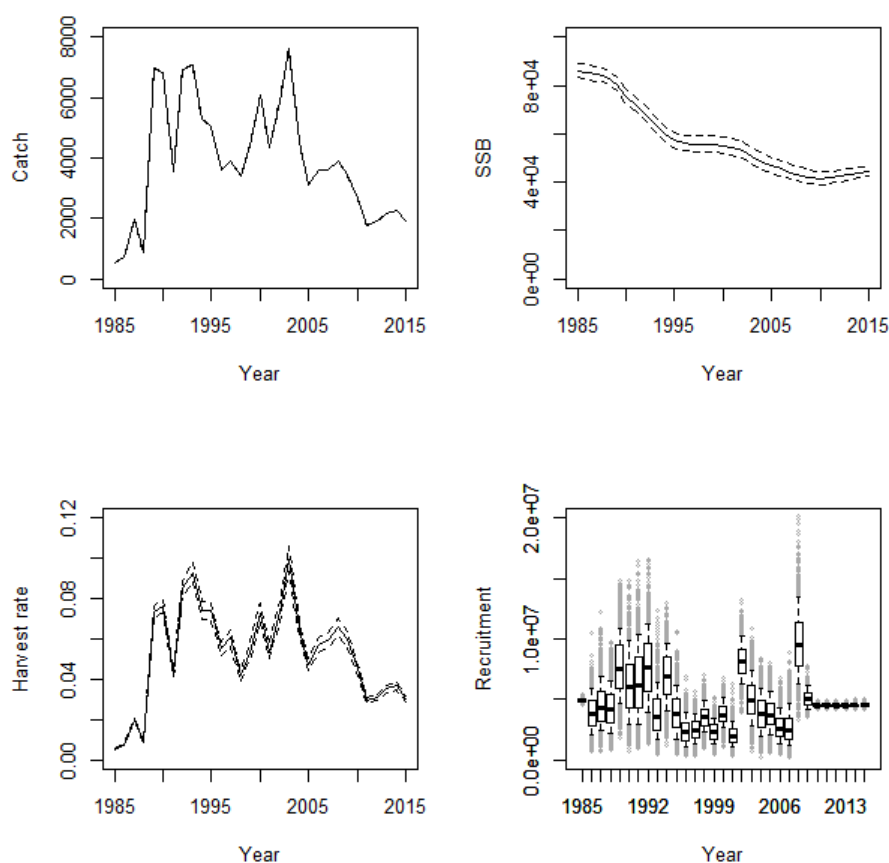 8000
6000
4000
2000
0
Catch
1985 1995 2005 2015
Year
8e+04
4e+04
0e+00
SSB
1985 1995 2005 2015
Year
0.12
0.08
0.04
0.00
Harvest rate
1985 1995 2005 2015
Year
2.0e+07
1.0e+07
0.0e+00
Recruitment
1985 1992 1999 2006 2013
Year